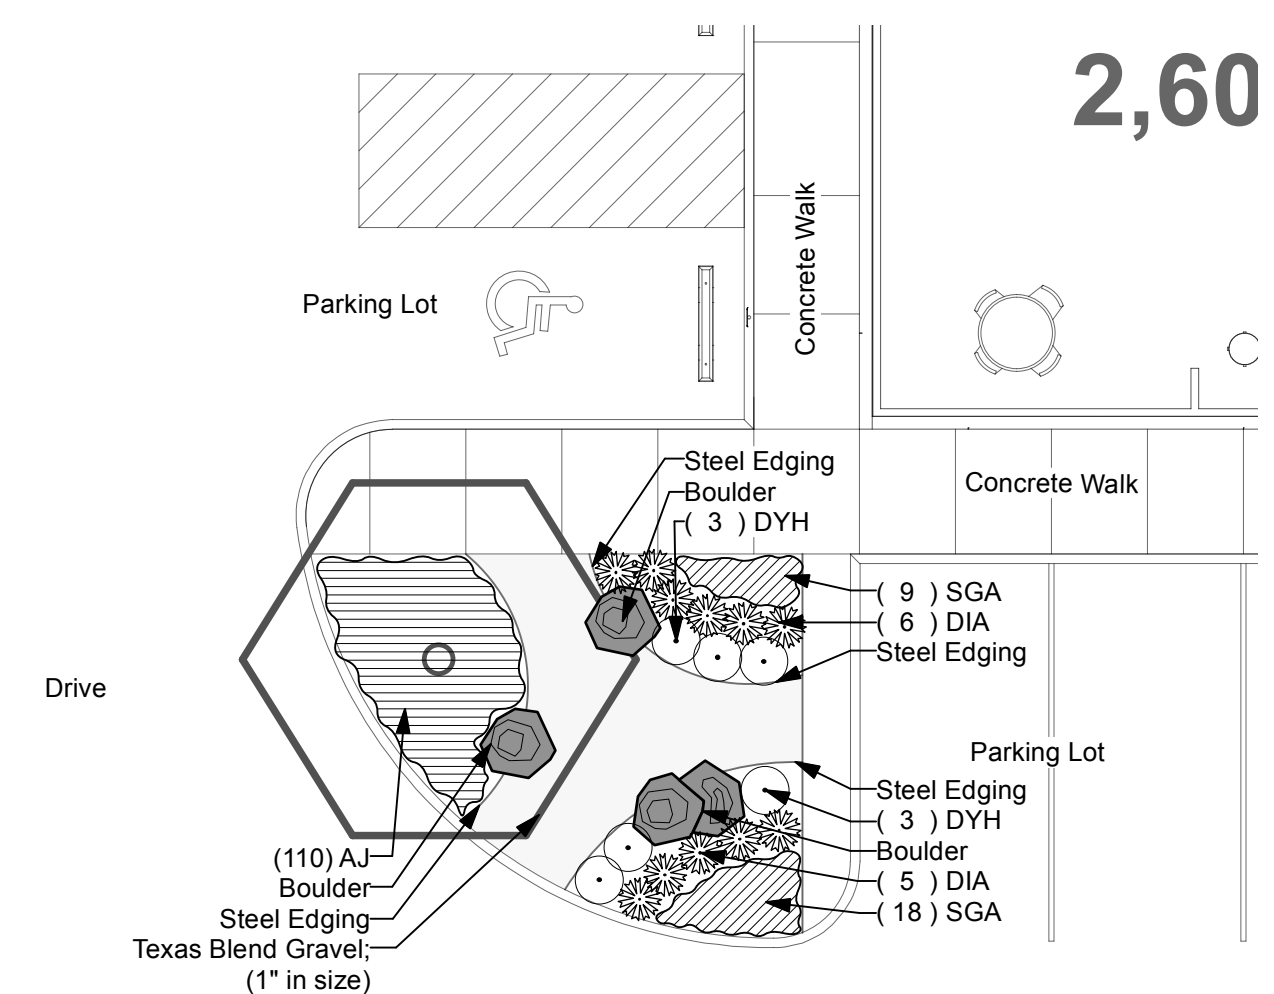 2,60
Concrete Walk
Parking Lot
Steel Edging
Boulder
( 3 ) DYH
Concrete Walk
( 9 ) SGA
( 6 ) DIA
Steel Edging
Drive
Parking Lot
Steel Edging
( 3 ) DYH
Boulder
( 5 ) DIA
( 18 ) SGA
(110) AJ
Boulder
Steel Edging
Texas Blend Gravel;
(1" in size)